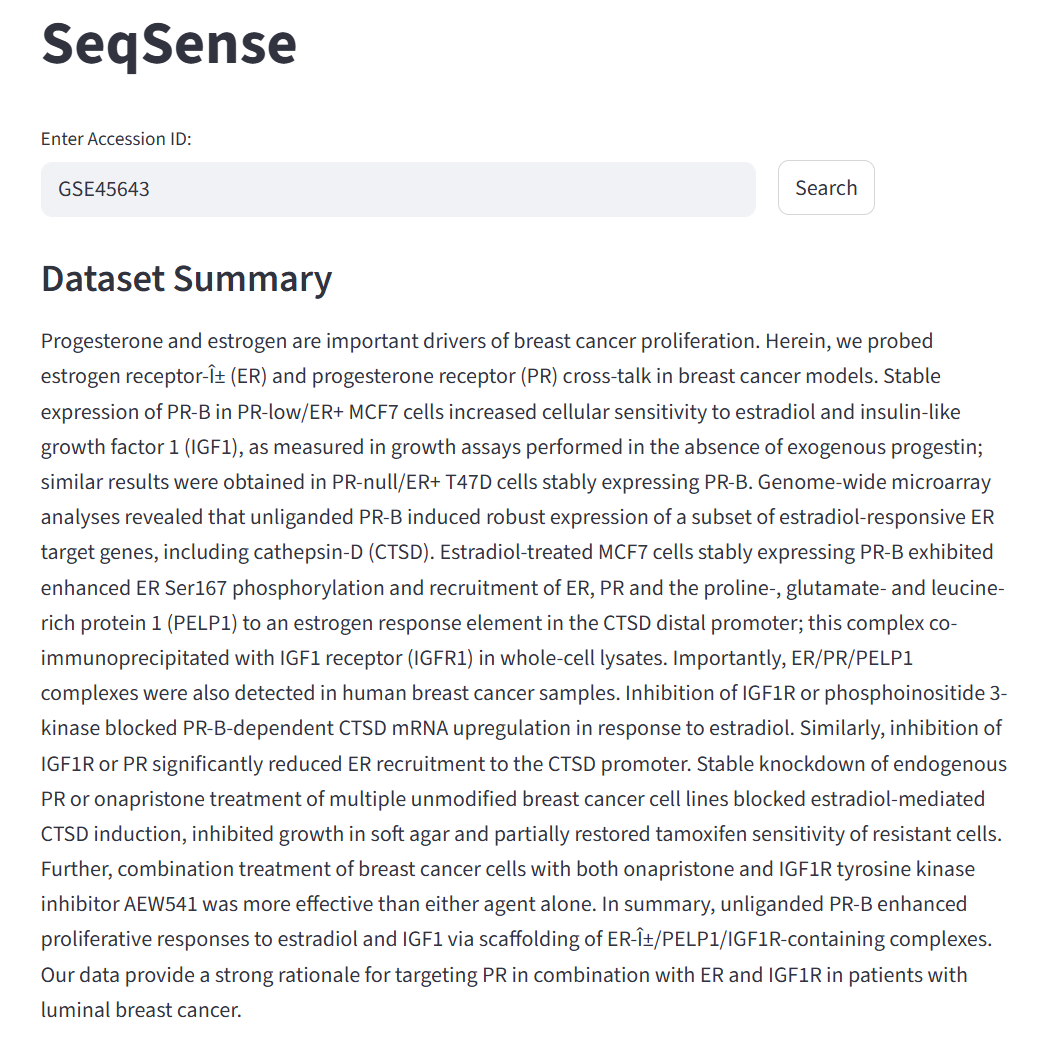 SeqSense
Enter Accession ID:
GSE45643
Search
Dataset Summary
Progesterone and estrogen are important drivers of breast cancer proliferation. Herein, we probed
estrogen receptor-Î± (ER) and progesterone receptor (PR) cross-talk in breast cancer models. Stable
expression of PR-B in PR-low/ER+ MCF7 cells increased cellular sensitivity to estradiol and insulin-like
growth factor 1 (IGF1), as measured in growth assays performed in the absence of exogenous progestin;
similar results were obtained in PR-null/ER+ T47D cells stably expressing PR-B. Genome-wide microarray
analyses revealed that unliganded PR-B induced robust expression of a subset of estradiol-responsive ER
target genes, including cathepsin-D (CTSD). Estradiol-treated MCF7 cells stably expressing PR-B exhibited
enhanced ER Ser167 phosphorylation and recruitment of ER, PR and the proline-, glutamate- and leucine-
rich protein 1 (PELP1) to an estrogen response element in the CTSD distal promoter; this complex co-
immunoprecipitated with IGF1 receptor (IGFR1) in whole-cell lysates. Importantly, ER/PR/PELP1
complexes were also detected in human breast cancer samples. Inhibition of IGF1R or phosphoinositide 3-
kinase blocked PR-B-dependent CTSD mRNA upregulation in response to estradiol. Similarly, inhibition of
IGF1R or PR significantly reduced ER recruitment to the CTSD promoter. Stable knockdown of endogenous
PR or onapristone treatment of multiple unmodified breast cancer cell lines blocked estradiol-mediated
CTSD induction, inhibited growth in soft agar and partially restored tamoxifen sensitivity of resistant cells.
Further, combination treatment of breast cancer cells with both onapristone and IGF1R tyrosine kinase
inhibitor AEW541 was more effective than either agent alone. In summary, unliganded PR-B enhanced
proliferative responses to estradiol and IGF1 via scaffolding of ER-Î±/PELP1/IGF1R-containing complexes.
Our data provide a strong rationale for targeting PR in combination with ER and IGF1R in patients with
luminal breast cancer.